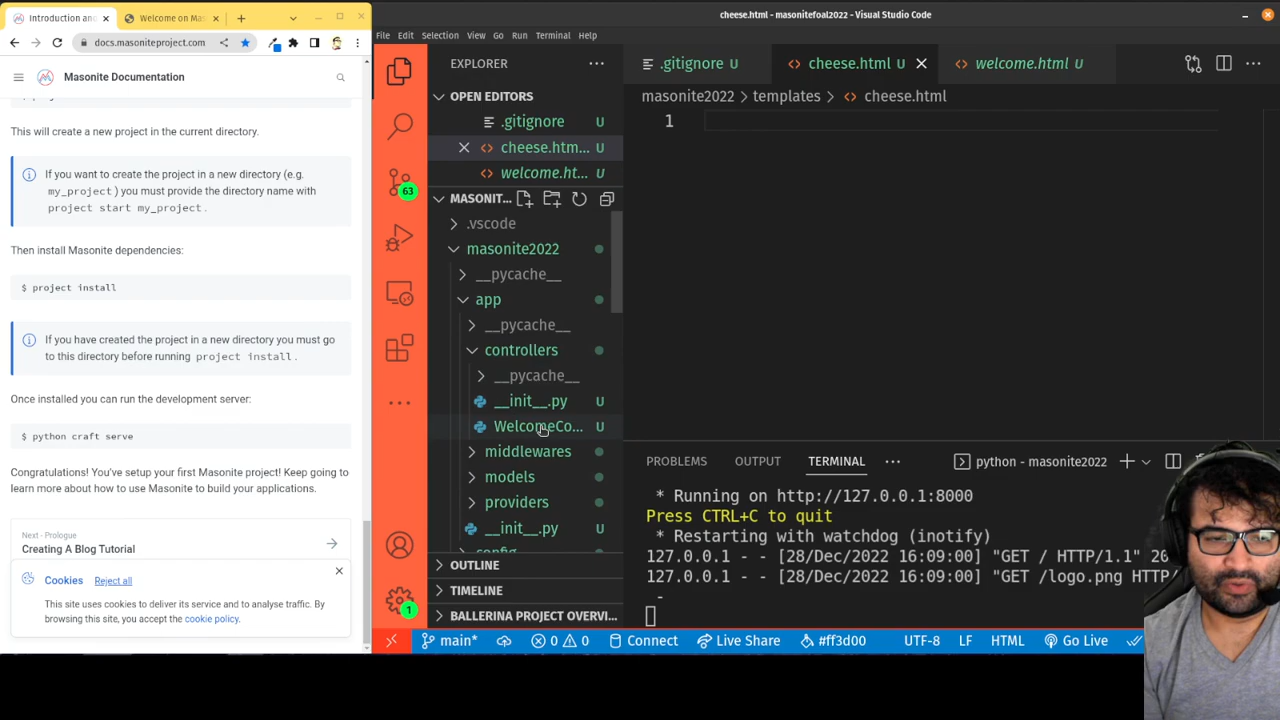 Introduction and
Welcome on Mas
docs.masoniteproject.com
Masonite Documentation
This will create a new project in the current directory.
If you want to create the project in a new directory (e.g.
my_project) you must provide the directory name with
project start my_project.
Then install Masonite dependencies:
$ project install
If you have created the project in a new directory you must go
to this directory before running project install.
Once installed you can run the development server:
$ python craft serve
Congratulations! You've setup your first Masonite project! Keep going to
learn more about how to use Masonite to build your applications.
Next - Prologue
Creating A Blog Tutorial
Cookies Reject all
This site uses cookies to deliver its service and to analyse traffic. By
browsing this site, you accept the cookie policy.
cheese.html - masonitefoal2022 - Visual Studio Code
File Edit Selection View Go Run Terminal Help
EXPLORER
OPEN EDITORS
.gitignore U
cheese.htm... U
welcome.ht... U
MASONIT...
.vscode
masonite2022
__pycache__
app
__pycache__
controllers
__pycache__
__init__.py U
WelcomeCo... U
middlewares
models
providers
__init__.py U
config
OUTLINE
TIMELINE
BALLERINA PROJECT OVERVI...
63
1
.gitignore U
cheese.html U
welcome.html U
masonite2022 > templates > cheese.html
1
PROBLEMS OUTPUT TERMINAL
python - masonite2022
* Running on http://127.0.0.1:8000
Press CTRL+C to quit
* Restarting with watchdog (inotify)
127.0.0.1 - - [28/Dec/2022 16:09:00] "GET / HTTP/1.1" 20
127.0.0.1 - - [28/Dec/2022 16:09:00] "GET /logo.png HTTP/
-
main* 0 0 Connect Live Share #ff3d00 UTF-8 LF HTML Go Live